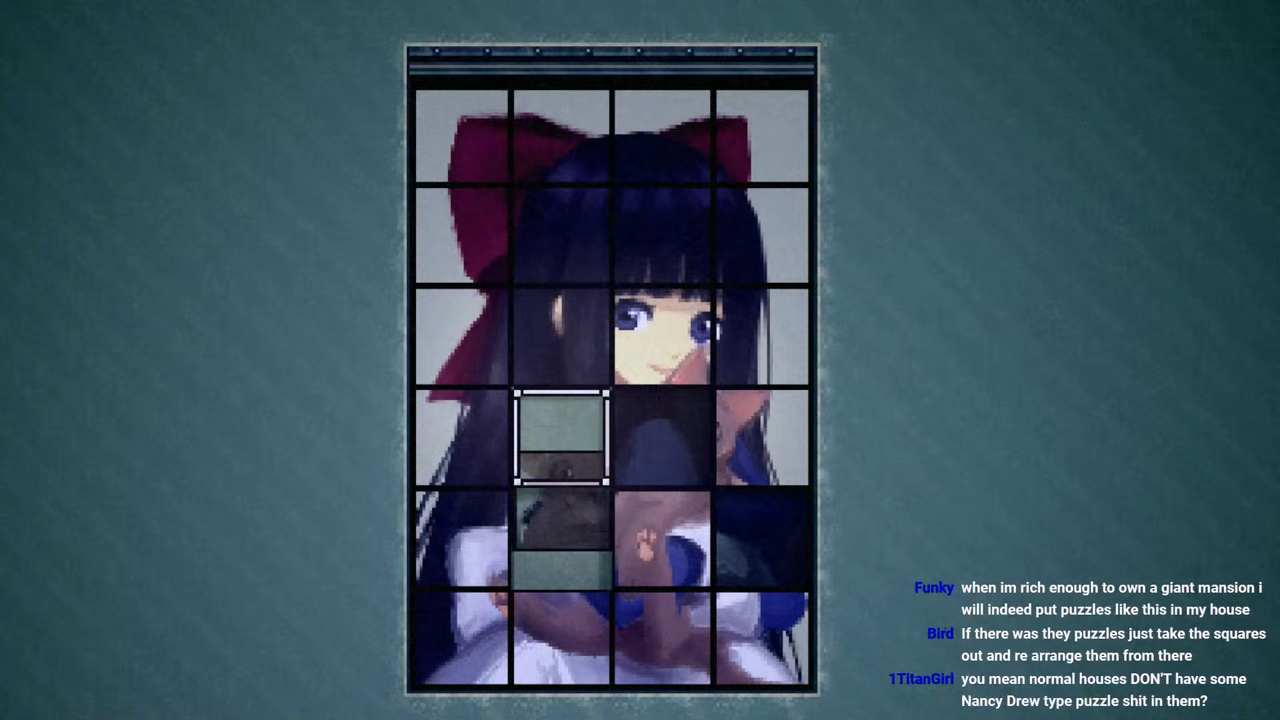 Funky when im rich enough to own a giant mansion i
will indeed put puzzles like this in my house
Bird If there was they puzzles just take the squares
out and re arrange them from there
1TitanGirl you mean normal houses DON'T have some
Nancy Drew type puzzle shit in them?